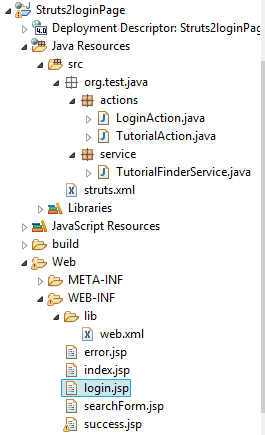 Struts2loginPage
Deployment Descriptor: Struts2loginPag
Java Resources
src
org.test.java
actions
LoginAction.java
TutorialAction.java
service
TutorialFinderService.java
struts.xml
Libraries
JavaScript Resources
build
Web
META-INF
WEB-INF
lib
web.xml
error.jsp
index.jsp
login.jsp
searchForm.jsp
success.jsp